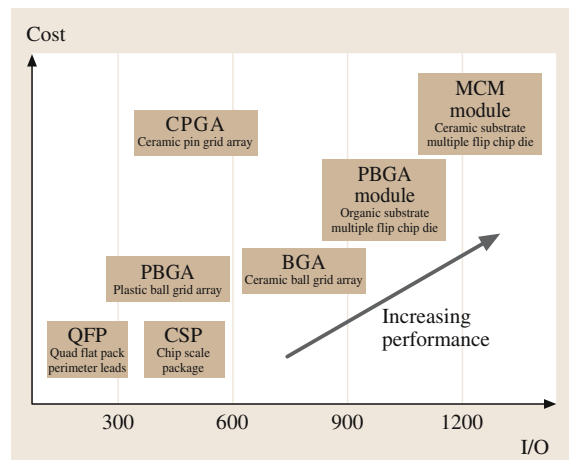 Cost
MCM
module
Ceramic substrate
multiple flip chip die
CPGA
Ceramic pin grid array
PBGA
module
Organic substrate
multiple flip chip die
BGA
Ceramic ball grid array
PBGA
Plastic ball grid array
QFP
Quad flat pack
perimeter leads
CSP
Chip scale
package
Increasing
performance
300
600
900
1200
I/O